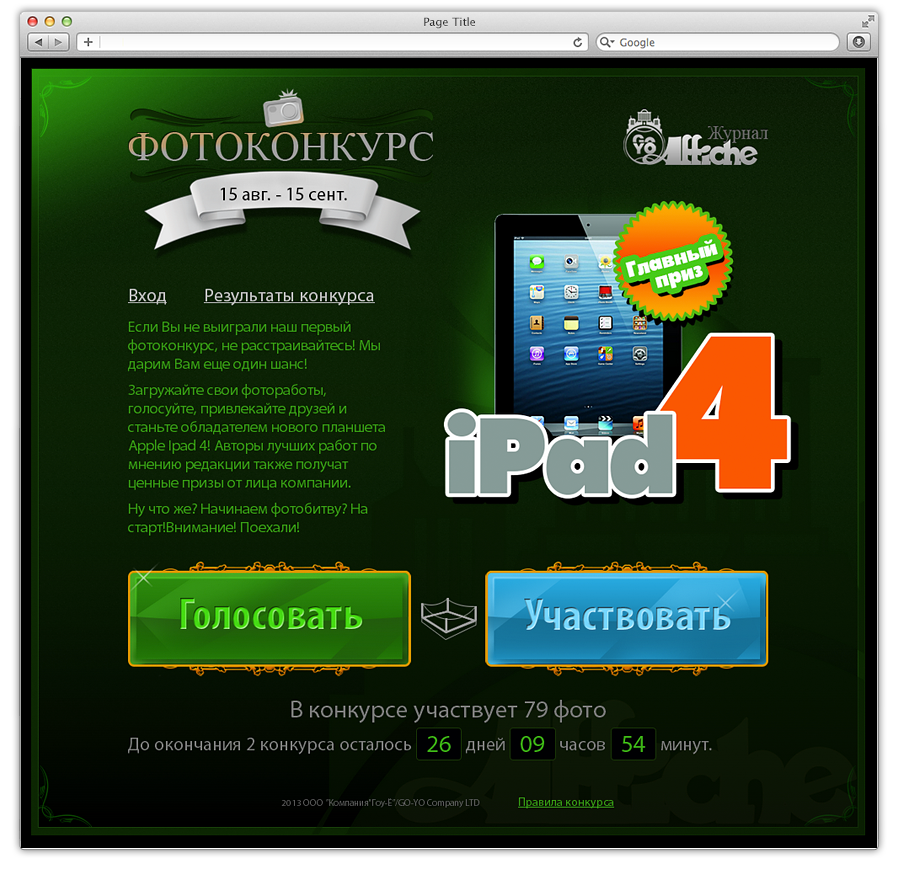 Page Title
Google
ФОТОКОНКУРС
15 авг. - 15 сент.
GO
YO
Affiche
Журнал
Главный
приз
iPad 4
Вход
Результаты конкурса
Если Вы не выиграли наш первый
фотоконкурс, не расстраивайтесь! Мы
дарим Вам еще один шанс!
Загружайте свои фотоработы,
голосуйте, привлекайте друзей и
станьте обладателем нового планшета
Apple Ipad 4! Авторы лучших работ по
мнению редакции также получат
ценные призы от лица компании.
Ну что же? Начинаем фотобитву? На
старт!Внимание! Поехали!
Голосовать
Участвовать
В конкурсе участвует 79 фото
До окончания 2 конкурса осталось 26 дней 09 часов 54 минут.
2013 ООО "Компания"Гоу-Ё"/GO-YO Company LTD
Правила конкурса